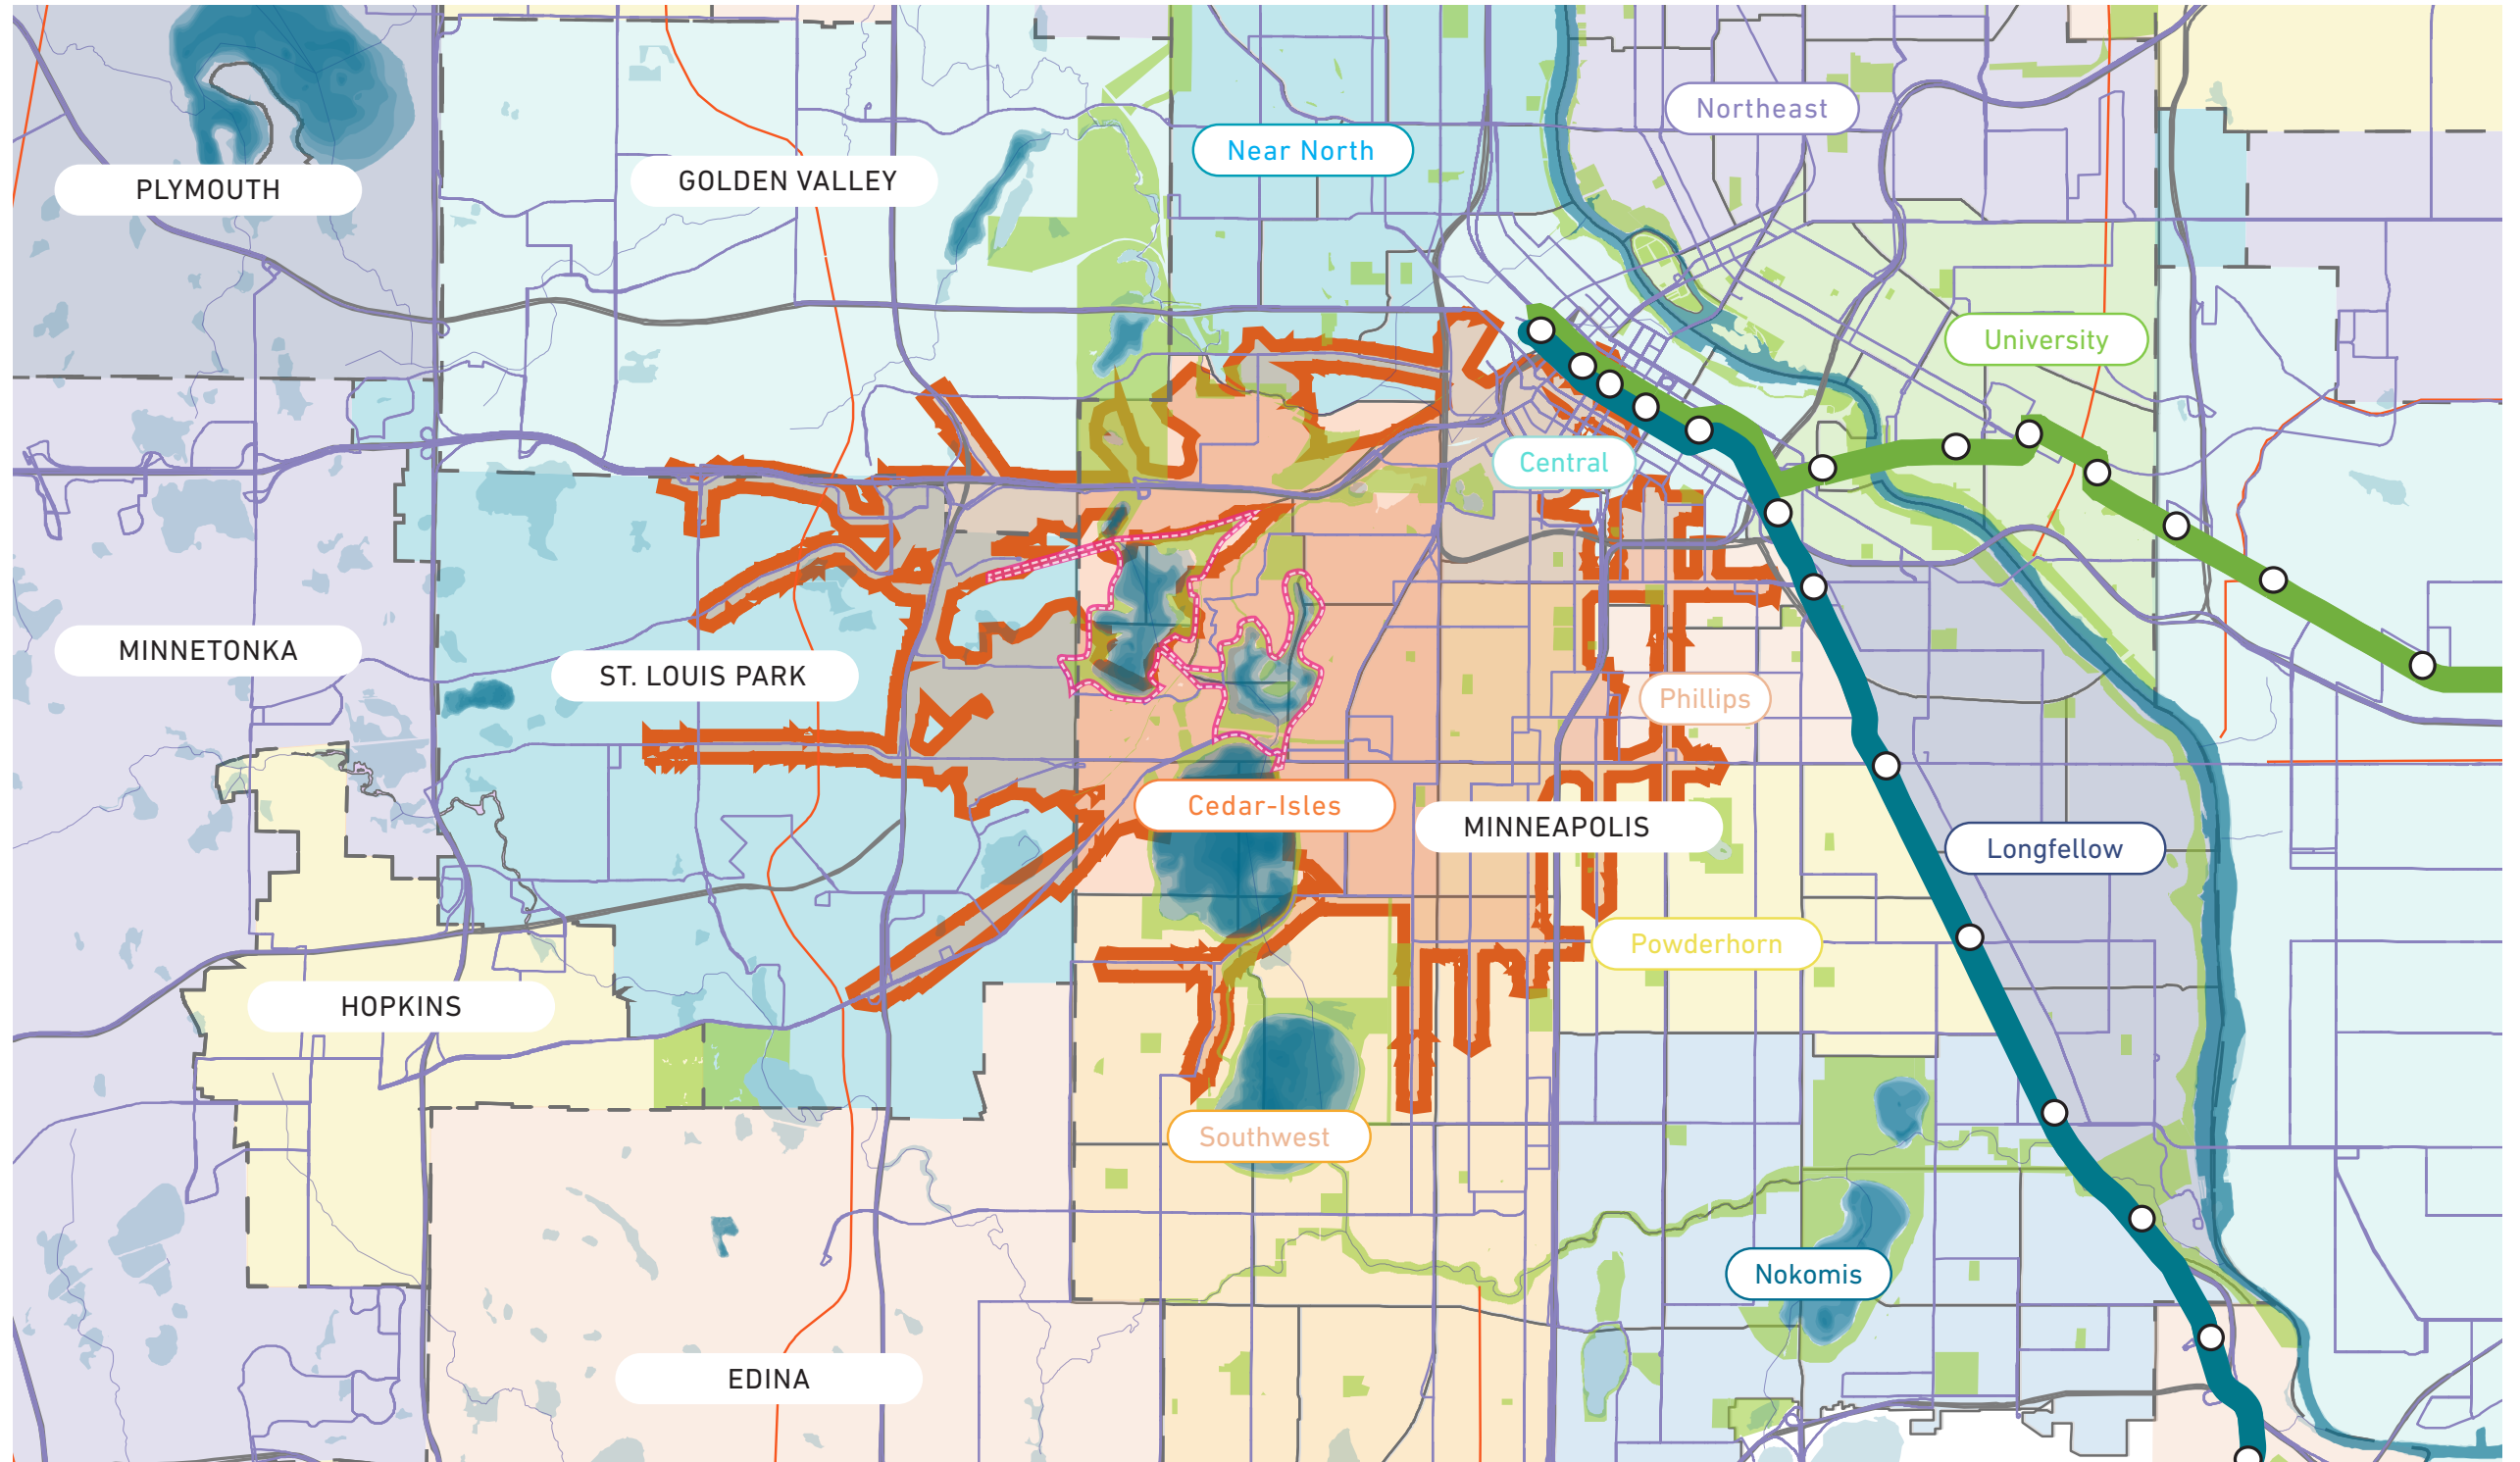 Northeast
Near North
GOLDEN VALLEY
PLYMOUTH
University
Central
MINNETONKA
ST. LOUIS PARK
Phillips
Cedar-Isles
MINNEAPOLIS
Longfellow
Powderhorn
HOPKINS
Southwest
Nokomis
EDINA